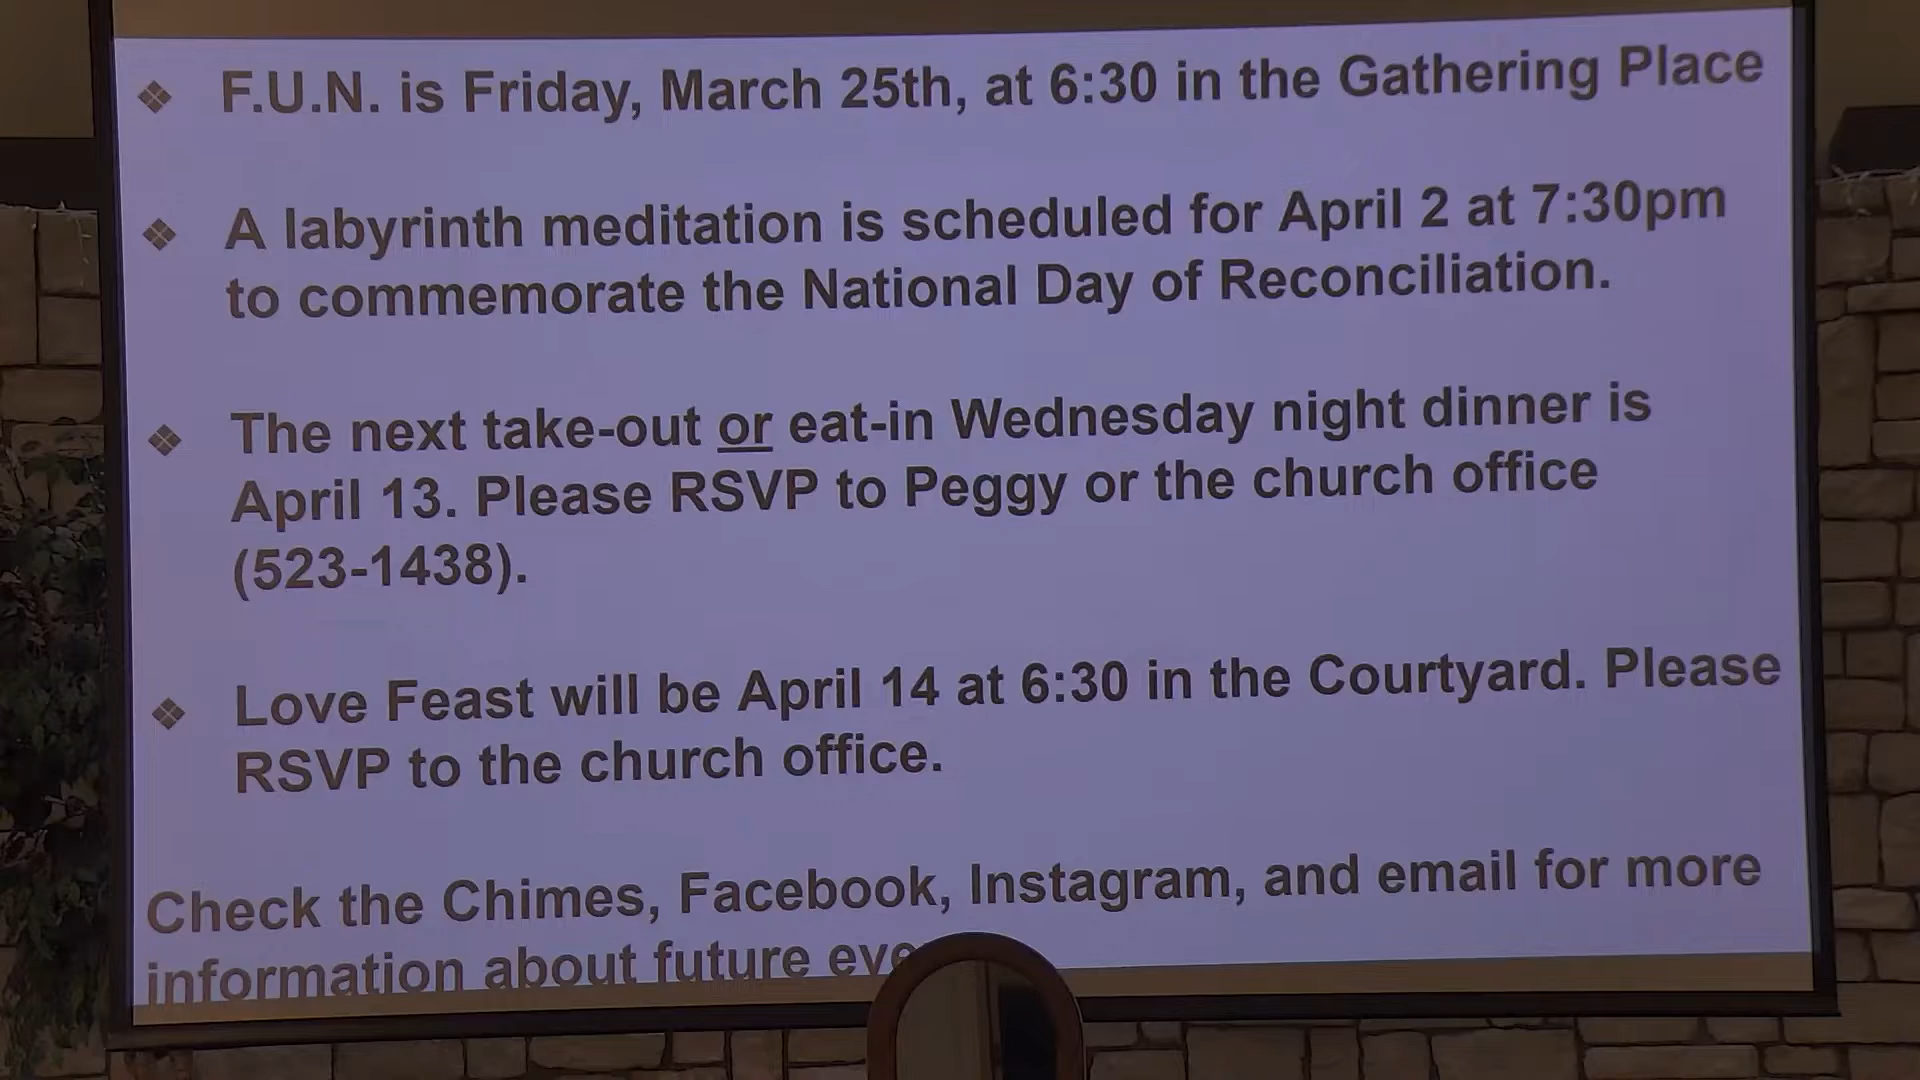 ❖ F.U.N. is Friday, March 25th, at 6:30 in the Gathering Place
❖ A labyrinth meditation is scheduled for April 2 at 7:30pm
to commemorate the National Day of Reconciliation.
❖ The next take-out or eat-in Wednesday night dinner is
April 13. Please RSVP to Peggy or the church office
(523-1438).
❖ Love Feast will be April 14 at 6:30 in the Courtyard. Please
RSVP to the church office.
Check the Chimes, Facebook, Instagram, and email for more
information about future